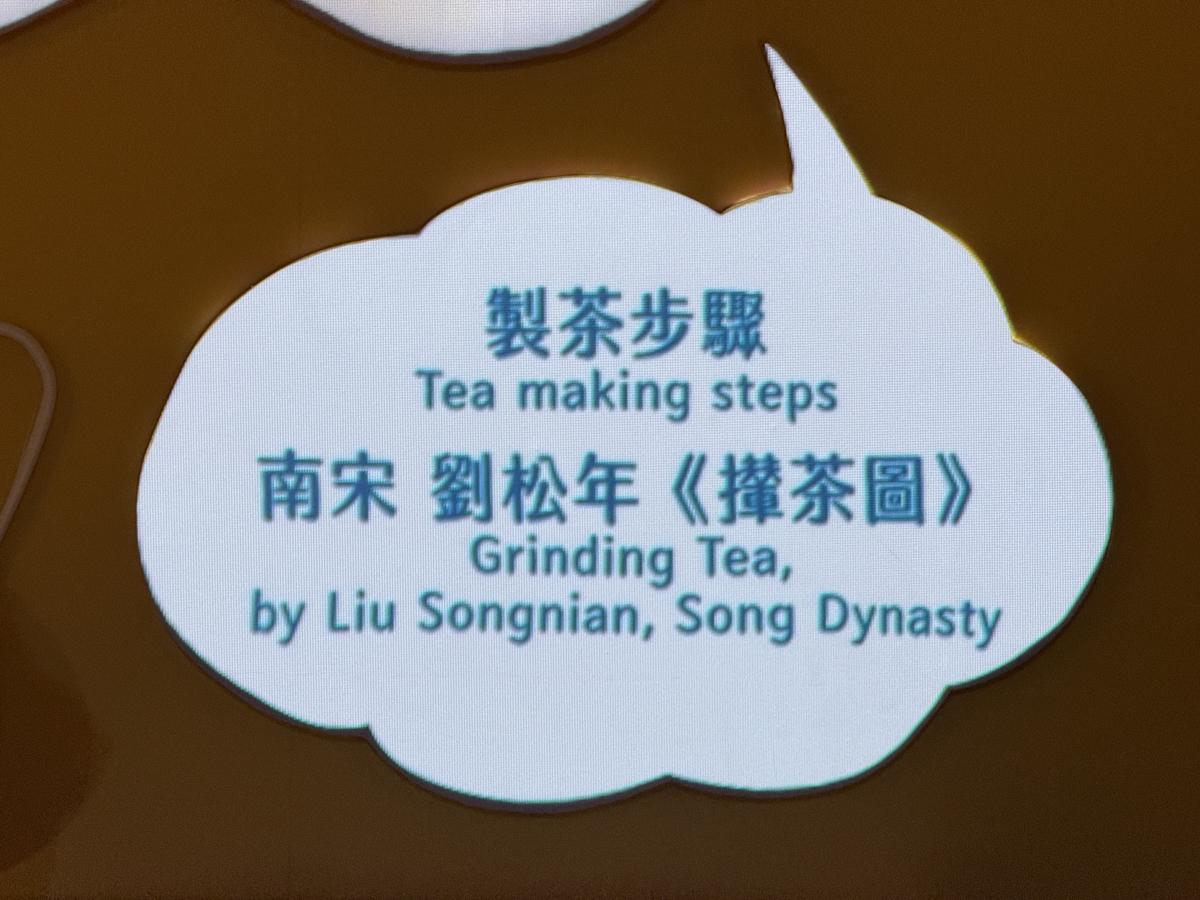 製茶步驟
Tea making steps
南宋 劉松年《攆茶圖》
Grinding Tea,
by Liu Songnian, Song Dynasty